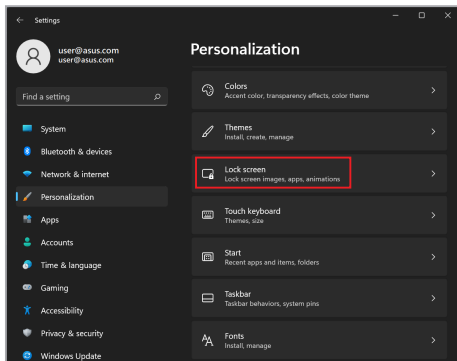 Settings
user@asus.com
user@asus.com
Find a setting
System
Bluetooth & devices
Network & internet
Personalization
Apps
Accounts
Time & language
Gaming
Accessibility
Privacy & security
Windows Update
Personalization
Colors
Accent color, transparency effects, color theme
Themes
Install, create, manage
Lock screen
Lock screen images, apps, animations
Touch keyboard
Themes, size
Start
Recent apps and items, folders
Taskbar
Taskbar behaviors, system pins
Fonts
Install, manage